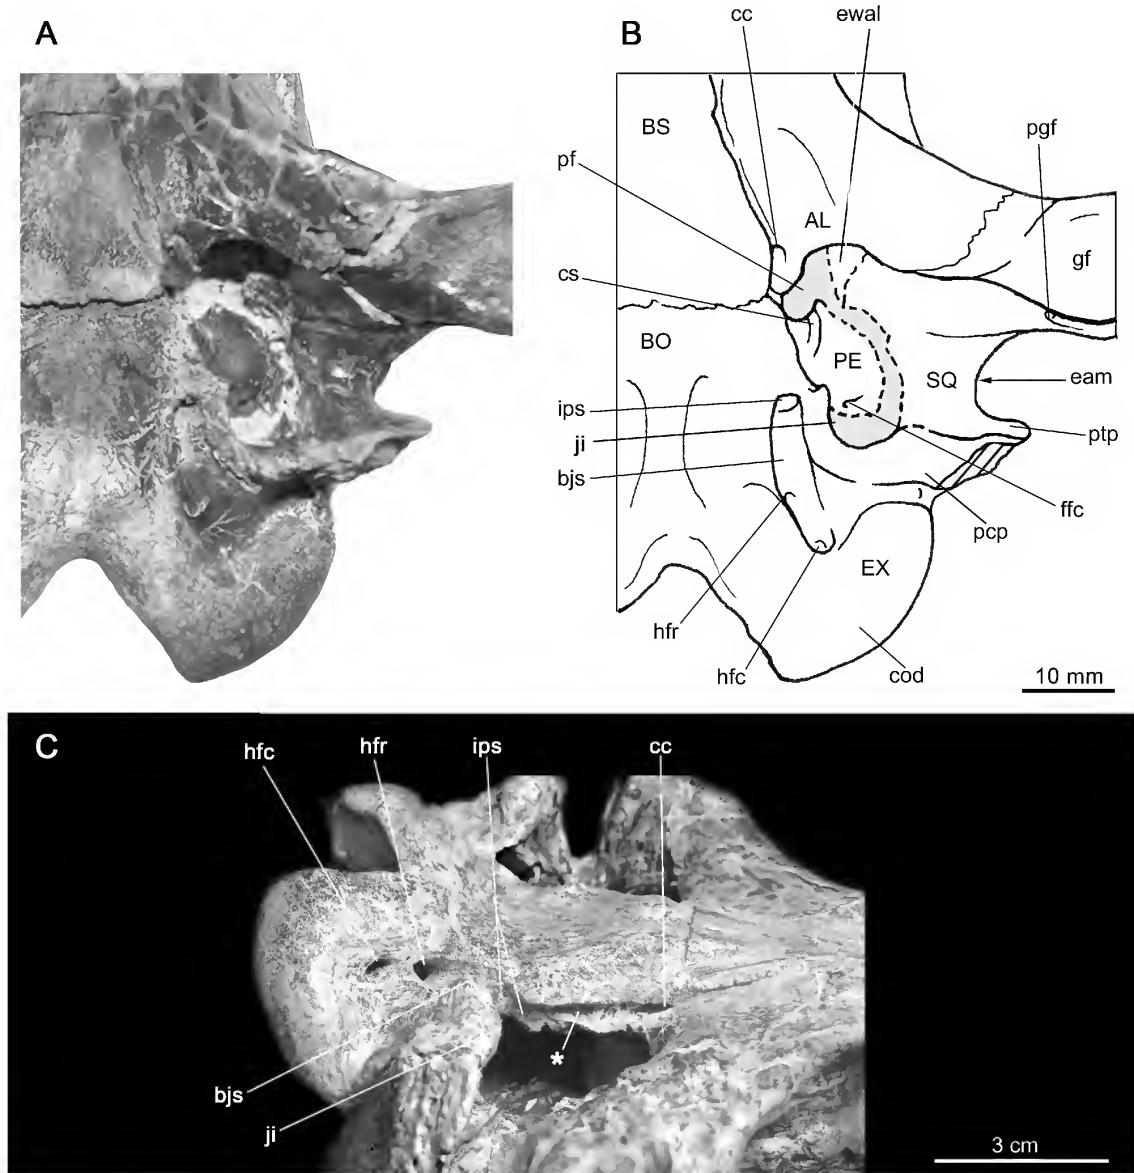 A
B
cc
ewal
BS
pgf
pf
AL
gf
cs
BO
PE
SQ
eam
ips
ji
ptp
bjs
ffc
pcp
EX
hfr
hfc
cod
10 mm
C
hfc
hfr
ips
cc
*
bjs
ji
3 cm